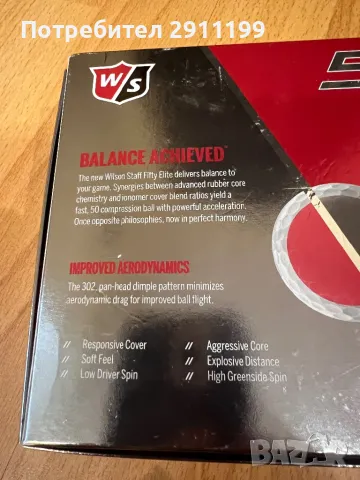 Потребител 2911199
W/S
BALANCE ACHIEVED™
The new Wilson Staff Fifty Elite delivers balance to
your game. Synergies between advanced rubber core
chemistry and ionomer cover blend ratios yield a
fast, 50 compression ball with powerful acceleration.
Once opposite philosophies, now in perfect harmony.
IMPROVED AERODYNAMICS
The 302, pan-head dimple pattern minimizes
aerodynamic drag for improved ball flight.
// Responsive Cover
// Soft Feel
// Low Driver Spin
// Aggressive Core
// Explosive Distance
// High Greenside Spin
BAZAR